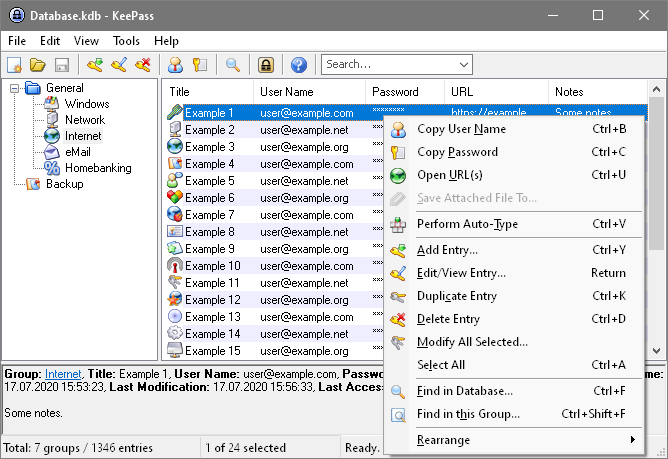 Database.kdb - KeePass
File Edit View Tools Help
Search...
General
Windows
Network
Internet
eMail
Homebanking
Backup
Title User Name Password URL Notes
Example 1 user@example.com ******** https://example. Some notes.
Example 2 user@example.net
Example 3 user@example.org
Example 4 user@example.com
Example 5 user@example.net
Example 6 user@example.org
Example 7 user@example.com
Example 8 user@example.net
Example 9 user@example.org
Example 10 user@example.com
Example 11 user@example.net
Example 12 user@example.org
Example 13 user@example.com
Example 14 user@example.net
Example 15 user@example.org
Copy User Name Ctrl+B
Copy Password Ctrl+C
Open URL(s) Ctrl+U
Save Attached File To...
Perform Auto-Type Ctrl+V
Add Entry... Ctrl+Y
Edit/View Entry... Return
Duplicate Entry Ctrl+K
Delete Entry Ctrl+D
Modify All Selected...
Select All Ctrl+A
Find in Database... Ctrl+F
Find in this Group... Ctrl+Shift+F
Rearrange
Group: Internet, Title: Example 1, User Name: user@example.com, Passw me:
17.07.2020 15:53:23, Last Modification: 17.07.2020 15:56:33, Last Acces
Some notes.
Total: 7 groups / 1346 entries 1 of 24 selected Ready.